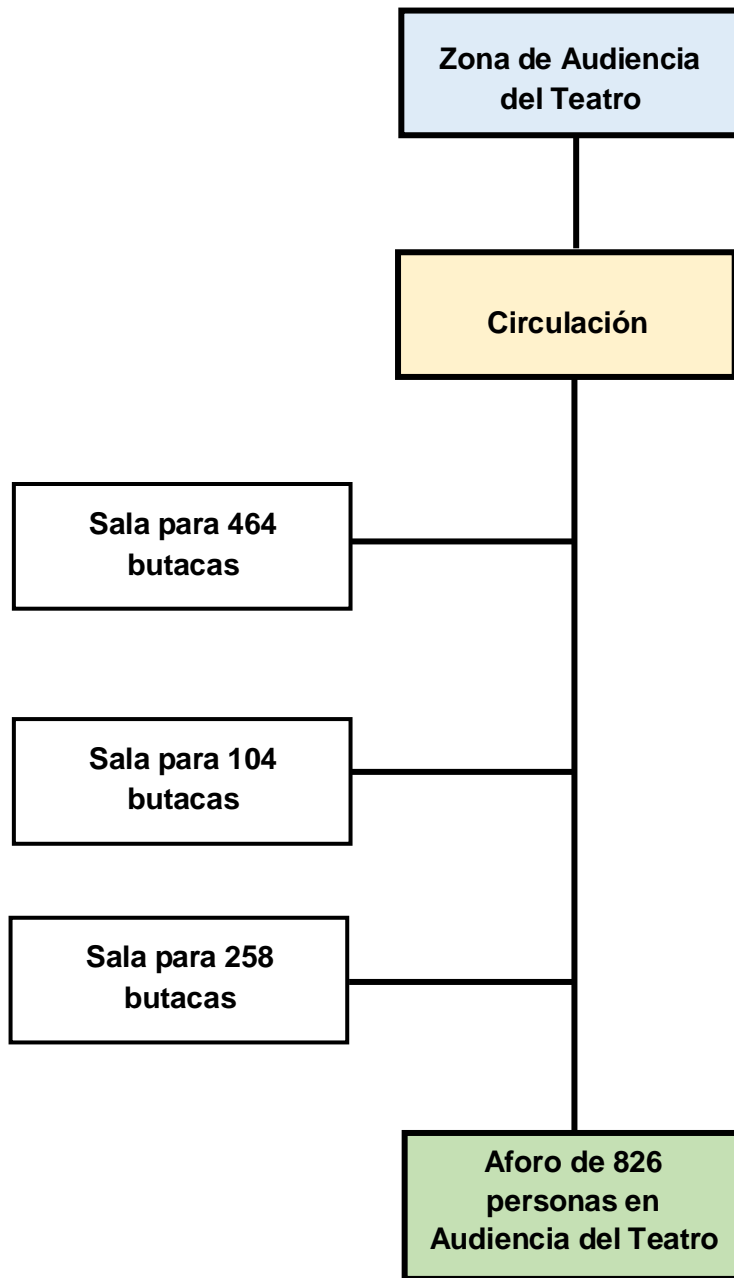 Zona de Audiencia
del Teatro
Circulación
Sala para 464
butacas
Sala para 104
butacas
Sala para 258
butacas
Aforo de 826
personas en
Audiencia del Teatro